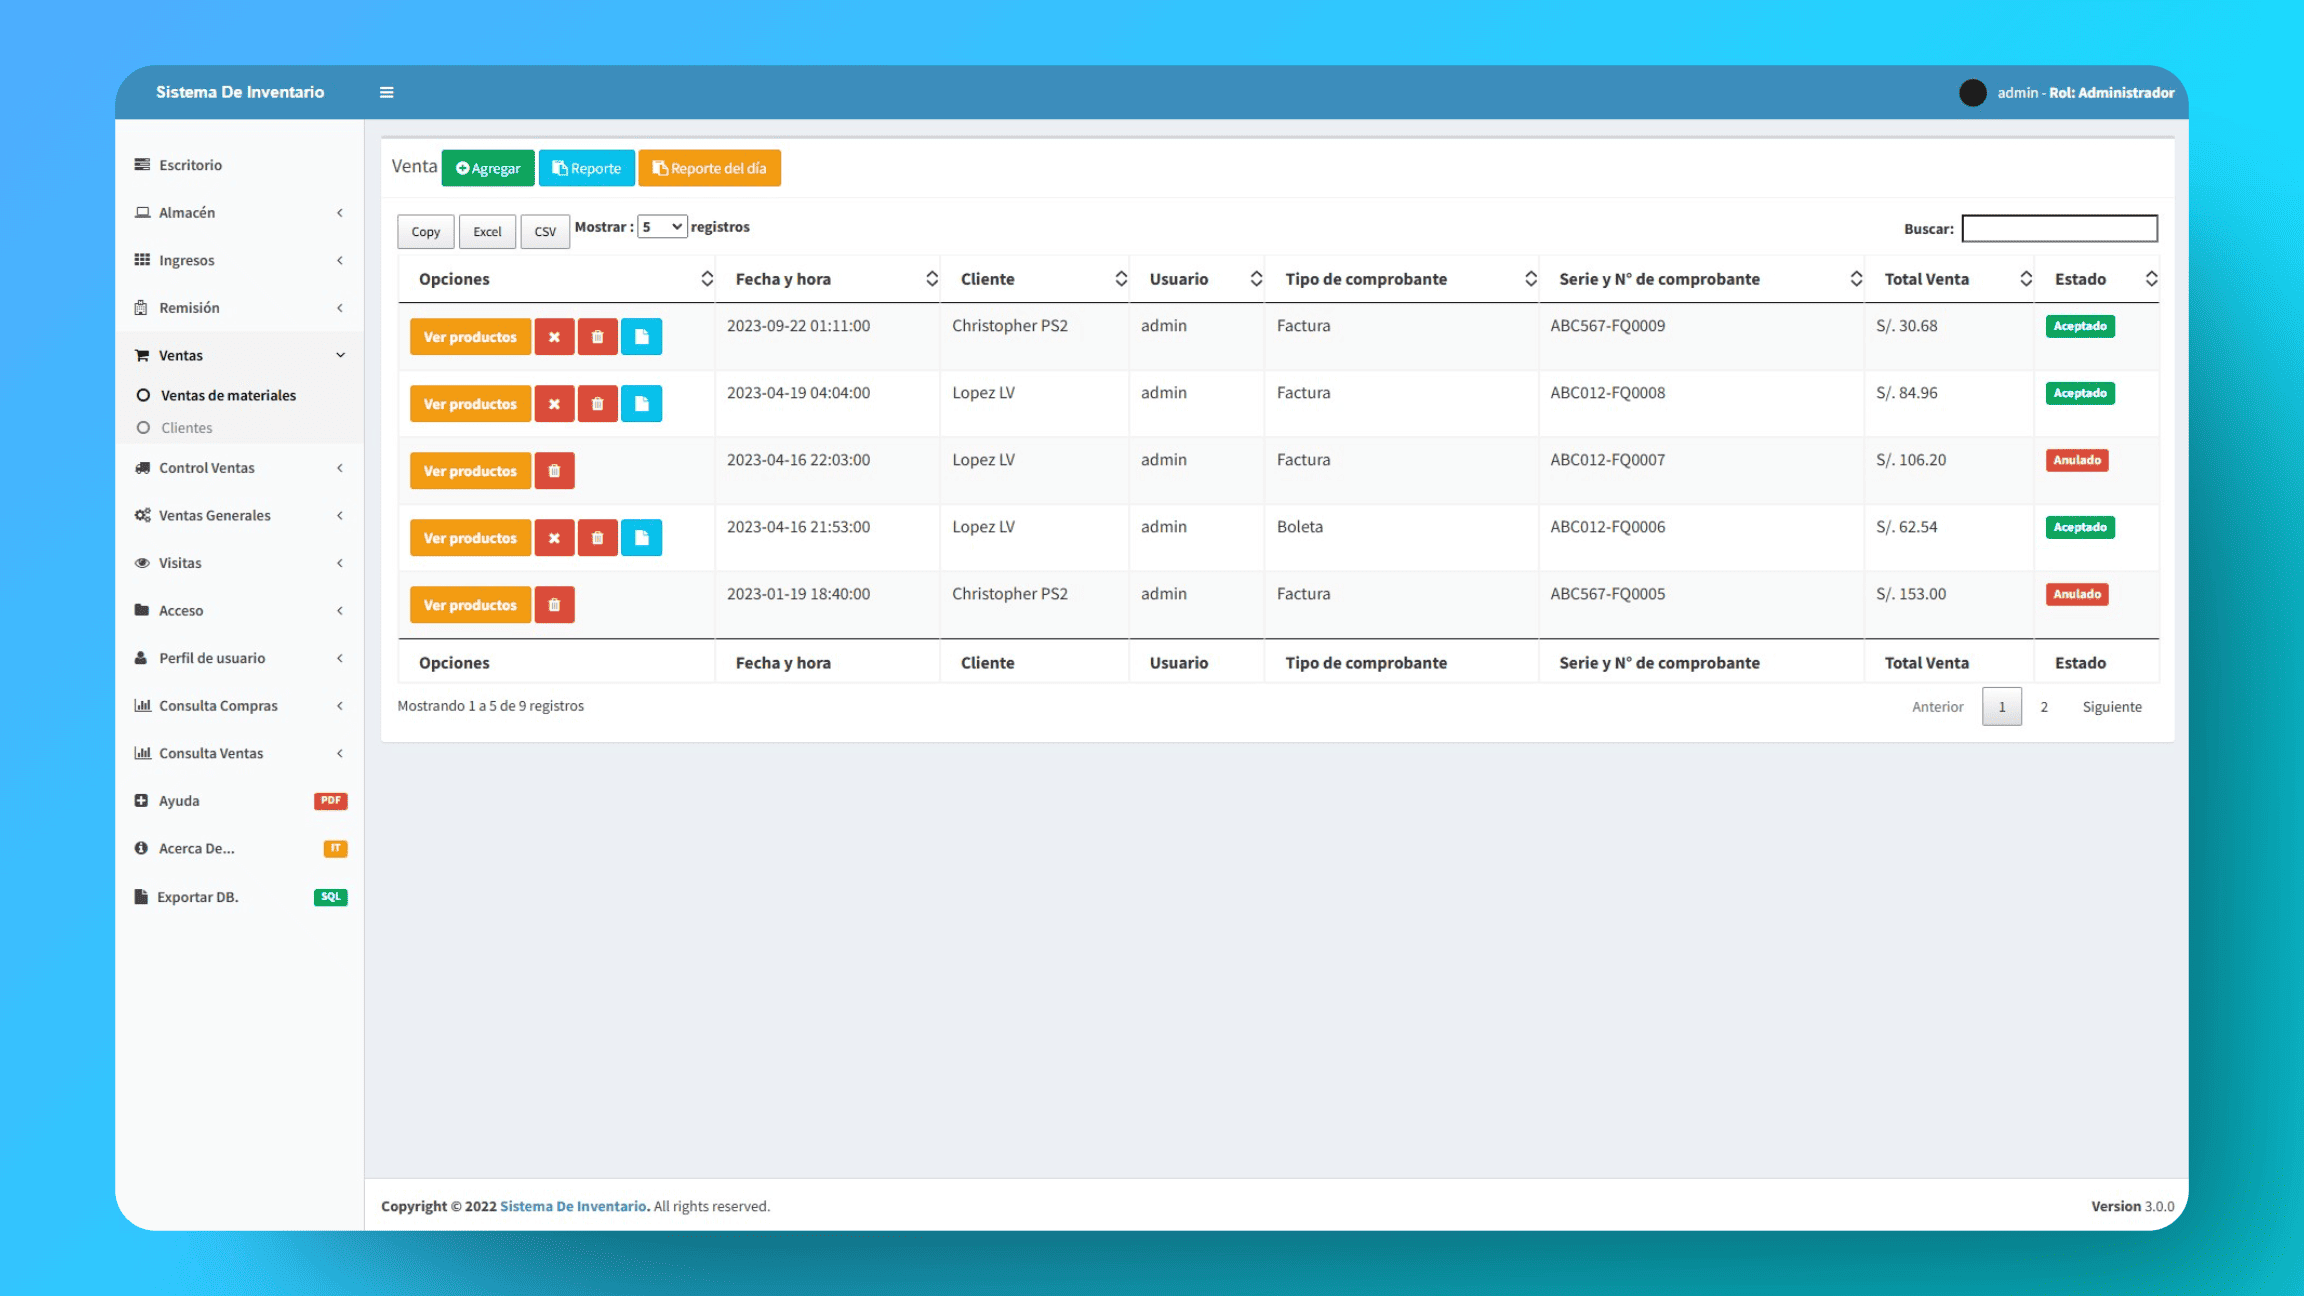 Sistema De Inventario
admin - Rol: Administrador
Escritorio
Almacén
Ingresos
Remisión
Ventas
Ventas de materiales
Clientes
Control Ventas
Ventas Generales
Visitas
Acceso
Perfil de usuario
Consulta Compras
Consulta Ventas
Ayuda PDF
Acerca De... IT
Exportar DB. SQL
Venta Agregar Reporte Reporte del día
Copy Excel CSV Mostrar : 5 registros Buscar:
Opciones Fecha y hora Cliente Usuario Tipo de comprobante Serie y N° de comprobante Total Venta Estado
Ver productos 2023-09-22 01:11:00 Christopher PS2 admin Factura ABC567-FQ0009 S/. 30.68 Aceptado
Ver productos 2023-04-19 04:04:00 Lopez LV admin Factura ABC012-FQ0008 S/. 84.96 Aceptado
Ver productos 2023-04-16 22:03:00 Lopez LV admin Factura ABC012-FQ0007 S/. 106.20 Anulado
Ver productos 2023-04-16 21:53:00 Lopez LV admin Boleta ABC012-FQ0006 S/. 62.54 Aceptado
Ver productos 2023-01-19 18:40:00 Christopher PS2 admin Factura ABC567-FQ0005 S/. 153.00 Anulado
Opciones Fecha y hora Cliente Usuario Tipo de comprobante Serie y N° de comprobante Total Venta Estado
Mostrando 1 a 5 de 9 registros Anterior 1 2 Siguiente
Copyright © 2022 Sistema De Inventario. All rights reserved. Version 3.0.0